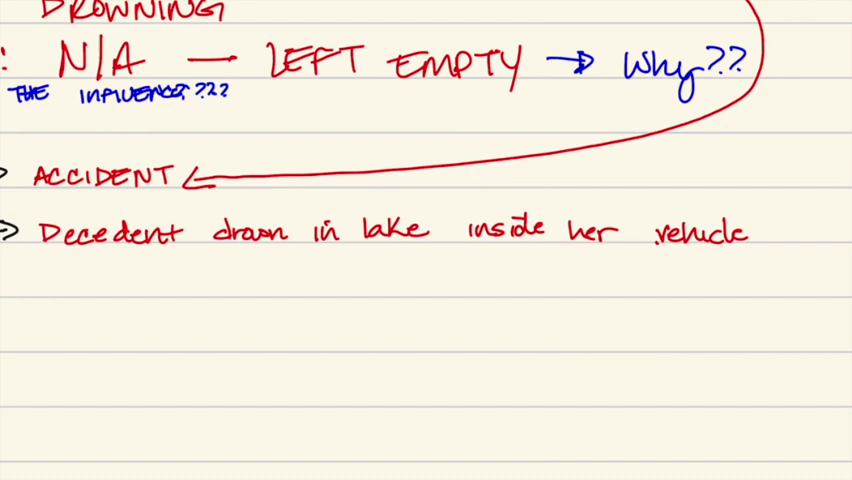 DROWNING
: N/A — LEFT EMPTY → Why??
THE INFLUENCE???
ACCIDENT
Decedent drown in lake inside her vehicle